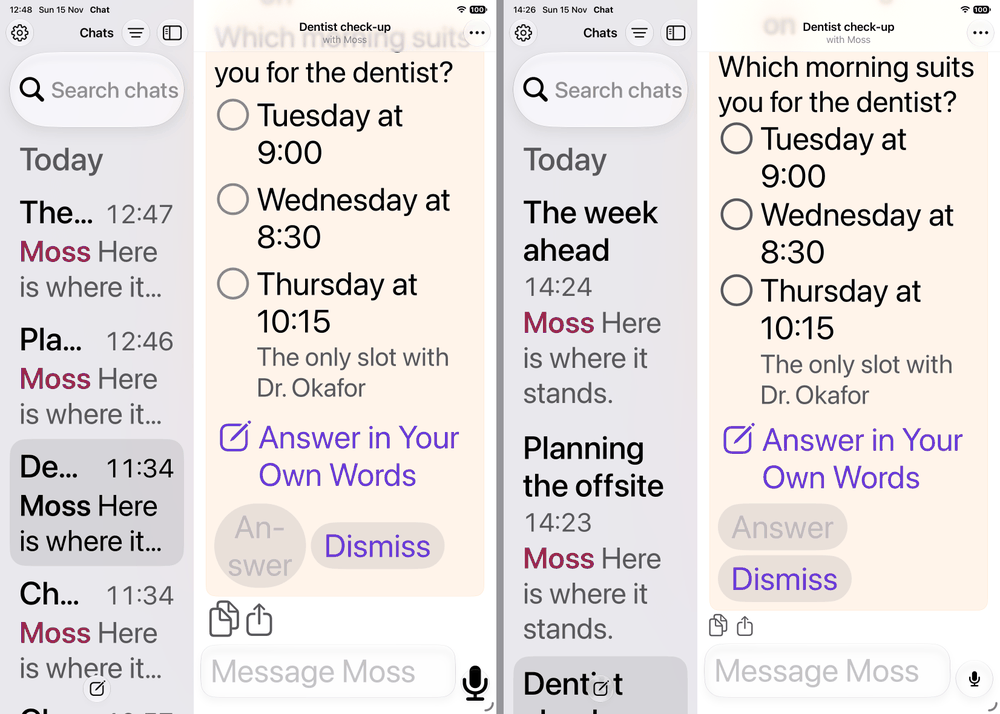 12:48 Sun 15 Nov Chat
100
Chats
Search chats
Today
The... 12:47
Moss Here
is where it...
Pla... 12:46
Moss Here
is where it...
De... 11:34
Moss Here
is where it...
Ch... 11:34
Moss Here
is where it...
on
Dentist check-up
with Moss
Which morning suits
you for the dentist?
Tuesday at
9:00
Wednesday at
8:30
Thursday at
10:15
The only slot with
Dr. Okafor
Answer in Your
Own Words
An-
swer
Dismiss
Message Moss
14:26 Sun 15 Nov Chat
100
Chats
Search chats
Today
The week
ahead
14:24
Moss Here
is where it
stands.
Planning
the offsite
14:23
Moss Here
is where it
stands.
on
Dentist check-up
with Moss
Which morning suits
you for the dentist?
Tuesday at
9:00
Wednesday at
8:30
Thursday at
10:15
The only slot with
Dr. Okafor
Answer in Your
Own Words
Answer
Dismiss
Message Moss